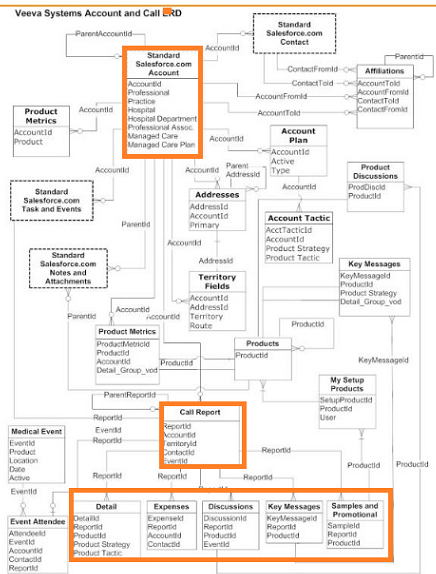 Veeva Systems Account and Call ERD
ParentAccountId
AccountId
Standard
Salesforce.com
Contact
Standard
Salesforce.com
Account
AccountId
Professional
Practice
Hospital
Hospital Department
Professional Assoc.
Managed Care
Managed Care Plan
ContactFromId
ContactToId
AccountFromId
AccountToId
ParentId
Affiliations
AccountToId
AccountFromId
ContactToId
ContactFromId
Product
Metrics
AccountId
Product
AccountId
AccountId
Account
Plan
AccountId
Active
Type
Product
Discussions
ProdDiscId
ProductId
AccountId
AccountId
Parent
AddressId
Addresses
AddressId
AccountId
Primary
AccountId
Standard
Salesforce.com
Task and Events
ParentId
Account Tactic
AcctTacticId
AccountId
Product Strategy
Product Tactic
AccountId
AddressId
Standard
Salesforce.com
Notes and
Attachments
Territory
Fields
AccountId
AddressId
Territory
Route
Key Messages
KeyMessageId
ProductId
Product Strategy
Detail_Group_vod
ParentId
AccountId
AccountId
ProductId
Product Metrics
ProductMetricId
ProductId
AccountId
Detail_Group_vod
ProductId
Products
ProductId
ProductId
KeyMessageId
My Setup
Products
SetupProductId
ProductId
User
ParentReportId
ReportId
EventId
ReportId
Call Report
ReportId
AccountId
TerritoryId
ContactId
EventId
ReportId
ReportId
ReportId
ReportId
ReportId
ProductId
ProductId
Medical Event
EventId
Product
Location
Date
Active
EventId
Event Attendee
AttendeeId
EventId
AccountId
ContactId
ReportId
Detail
DetailId
ReportId
ProductId
Product Strategy
Product Tactic
Expenses
ExpenseId
ReportId
AccountId
ContactId
Discussions
DiscussionId
ReportId
ProductId
EventId
Key Messages
KeyMessageId
ReportId
ProductId
Samples and
Promotional
SampleId
ReportId
ProductId